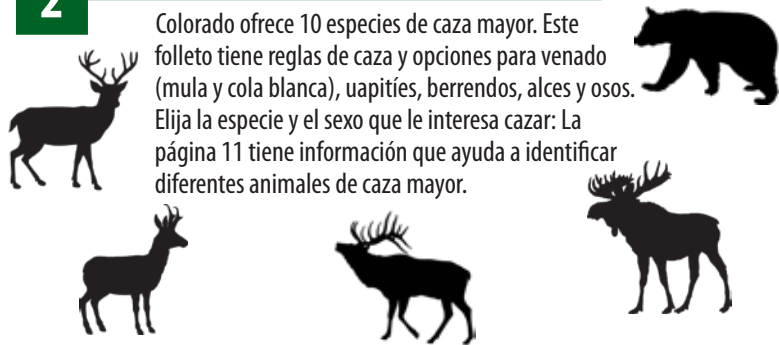 2
Colorado ofrece 10 especies de caza mayor. Este
folleto tiene reglas de caza y opciones para venado
(mula y cola blanca), uapitíes, berrendos, alces y osos.
Elija la especie y el sexo que le interesa cazar: La
página 11 tiene información que ayuda a identificar
diferentes animales de caza mayor.